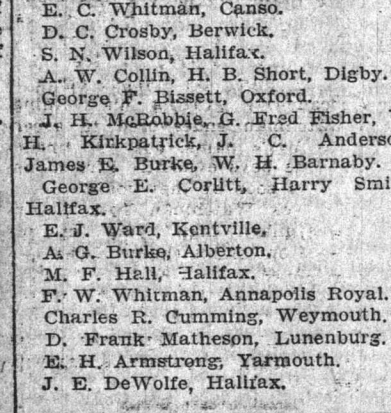 E. C. Whitman, Canso.
D. C. Crosby, Berwick.
S. N. Wilson, Halifax.
A. W. Collin, H. B. Short, Digby.
George F. Bissett, Oxford.
J. H. McRobbie, G. Fred Fisher,
H. Kirkpatrick, J. C. Anderso
James E. Burke, W. H. Barnaby.
George E. Corlitt, Harry Smi
Halifax.
E. J. Ward, Kentville,
A. G. Burke, Alberton,
M. F. Hall, Halifax.
F. W. Whitman, Annapolis Royal.
Charles R. Cumming, Weymouth.
D. Frank Matheson, Lunenburg.
E. H. Armstrong, Yarmouth.
J. E. DeWolfe, Halifax.